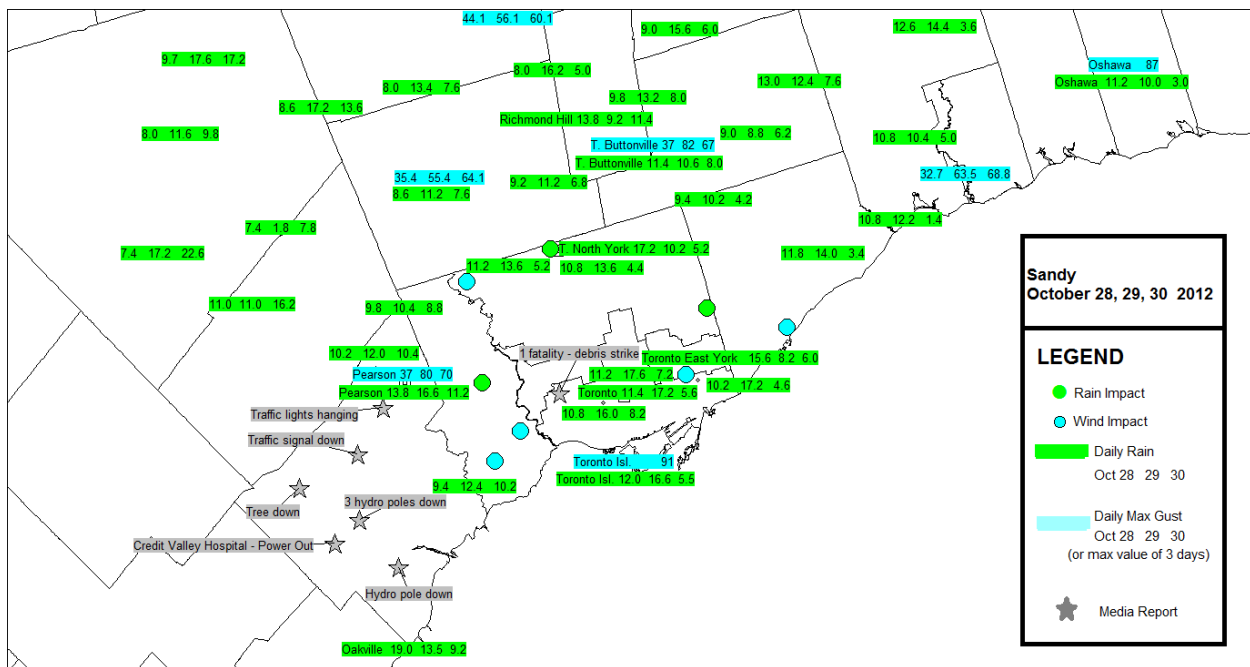 44.1 56.1 60.1
9.0 15.6 6.0
12.6 14.4 3.6
9.7 17.6 17.2
8.0 16.2 5.0
Oshawa 87
Oshawa 11.2 10.0 3.0
13.0 12.4 7.6
8.0 13.4 7.6
9.8 13.2 8.0
8.6 17.2 13.6
Richmond Hill 13.8 9.2 11.4
8.0 11.6 9.8
9.0 8.8 6.2
10.8 10.4 5.0
T. Buttonville 37 82 67
T. Buttonville 11.4 10.6 8.0
35.4 55.4 64.1
8.6 11.2 7.6
32.7 63.5 68.8
9.2 11.2 6.8
9.4 10.2 4.2
10.8 12.2 1.4
7.4 1.8 7.8
7.4 17.2 22.6
T. North York 17.2 10.2 5.2
11.8 14.0 3.4
11.2 13.6 5.2
10.8 13.6 4.4
11.0 11.0 16.2
9.8 10.4 8.8
10.2 12.0 10.4
1 fatality - debris strike
Toronto East York 15.6 8.2 6.0
Pearson 37 80 70
11.2 17.6 7.2
10.2 17.2 4.6
Pearson 13.8 16.6 11.2
Toronto 11.4 17.2 5.6
Traffic lights hanging
10.8 16.0 8.2
Traffic signal down
Toronto Isl. 91
Toronto Isl. 12.0 16.6 5.5
9.4 12.4 10.2
3 hydro poles down
Tree down
Credit Valley Hospital - Power Out
Hydro pole down
Oakville 19.0 13.5 9.2
Sandy
October 28, 29, 30 2012
LEGEND
Rain Impact
Wind Impact
Daily Rain
Oct 28 29 30
Daily Max Gust
Oct 28 29 30
(or max value of 3 days)
Media Report